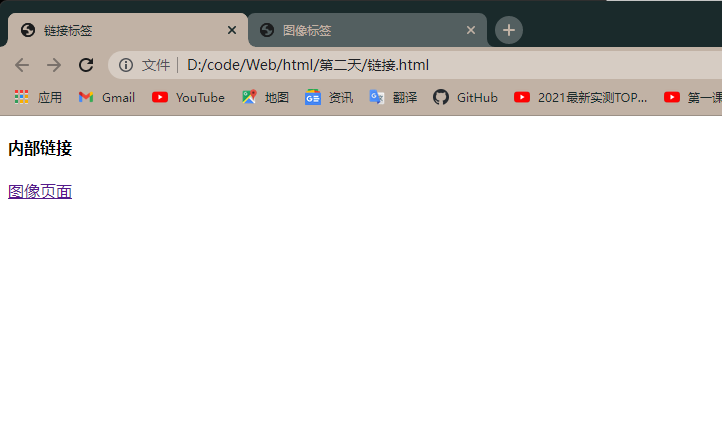 链接标签 图像标签
文件 D:/code/Web/html/第二天/链接.html
应用 Gmail YouTube 地图 资讯 翻译 GitHub 2021最新实测TOP... 第一课
内部链接
图像页面